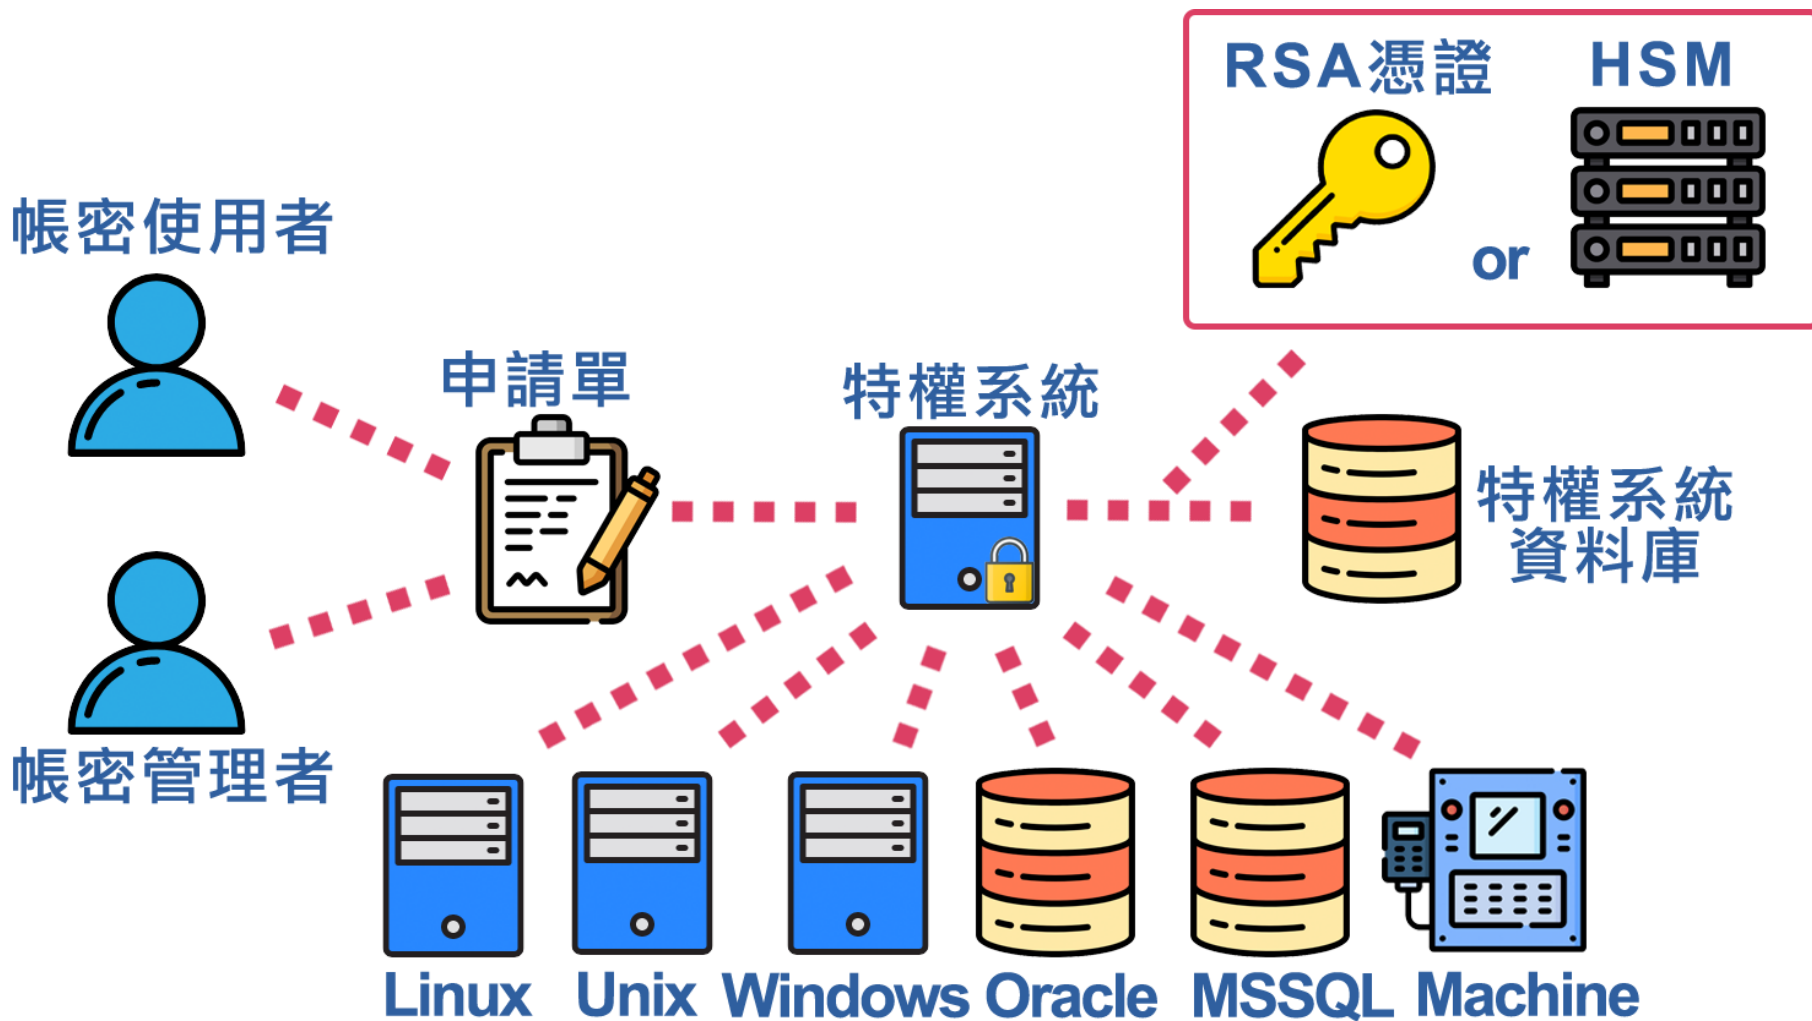 RSA憑證
HSM
or
帳密使用者
申請單
特權系統
特權系統
資料庫
帳密管理者
Linux
Unix
Windows
Oracle
MSSQL
Machine